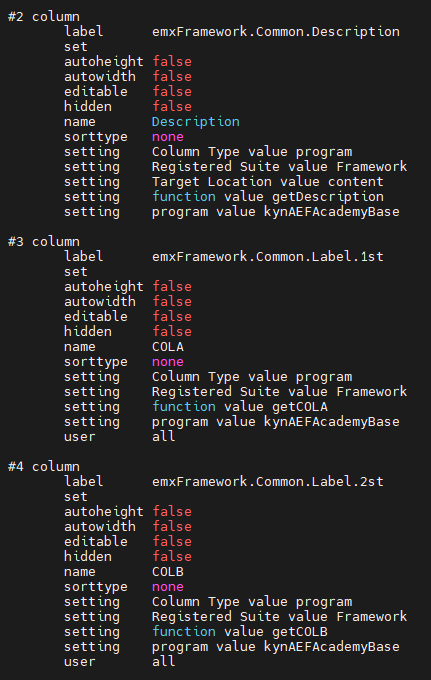 #2 column
label emxFramework.Common.Description
set
autoheight false
autowidth false
editable false
hidden false
name Description
sorttype none
setting Column Type value program
setting Registered Suite value Framework
setting Target Location value content
setting function value getDescription
setting program value kynAEFAcademyBase
#3 column
label emxFramework.Common.Label.1st
set
autoheight false
autowidth false
editable false
hidden false
name COLA
sorttype none
setting Column Type value program
setting Registered Suite value Framework
setting function value getCOLA
setting program value kynAEFAcademyBase
user all
#4 column
label emxFramework.Common.Label.2st
set
autoheight false
autowidth false
editable false
hidden false
name COLB
sorttype none
setting Column Type value program
setting Registered Suite value Framework
setting function value getCOLB
setting program value kynAEFAcademyBase
user all